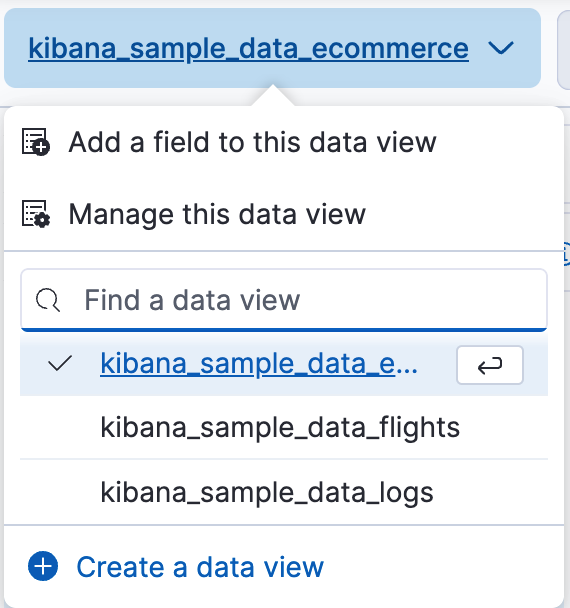 kibana_sample_data_ecommerce
Add a field to this data view
Manage this data view
Find a data view
kibana_sample_data_e...
kibana_sample_data_flights
kibana_sample_data_logs
Create a data view